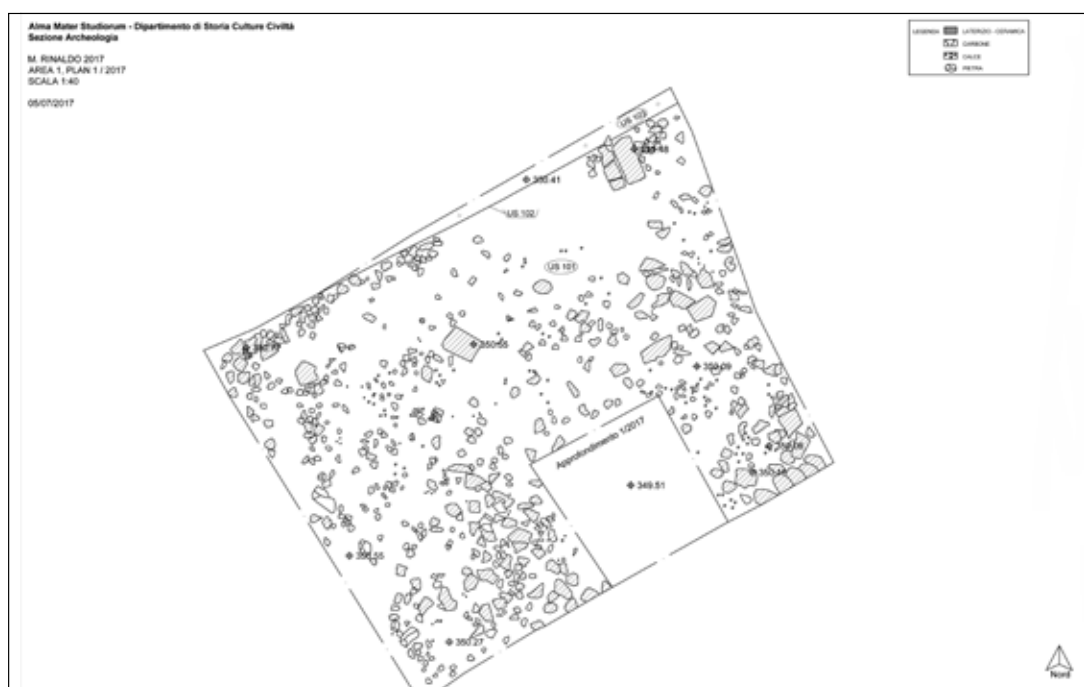 Alma Mater Studiorum - Dipartimento di Storia Culture Civiltà
Sezione Archeologia
M. RINALDO 2017
AREA 1, PLAN 1 / 2017
SCALA 1:40
05/07/2017
LEGENDA
LATERIZIO - CERAMICA
CARBONE
CALCE
PIETRA
US 103
350.41
US 102
US 101
350.55
350.09
Approfondimento 1/2017
349.51
350.55
350.27
Nord